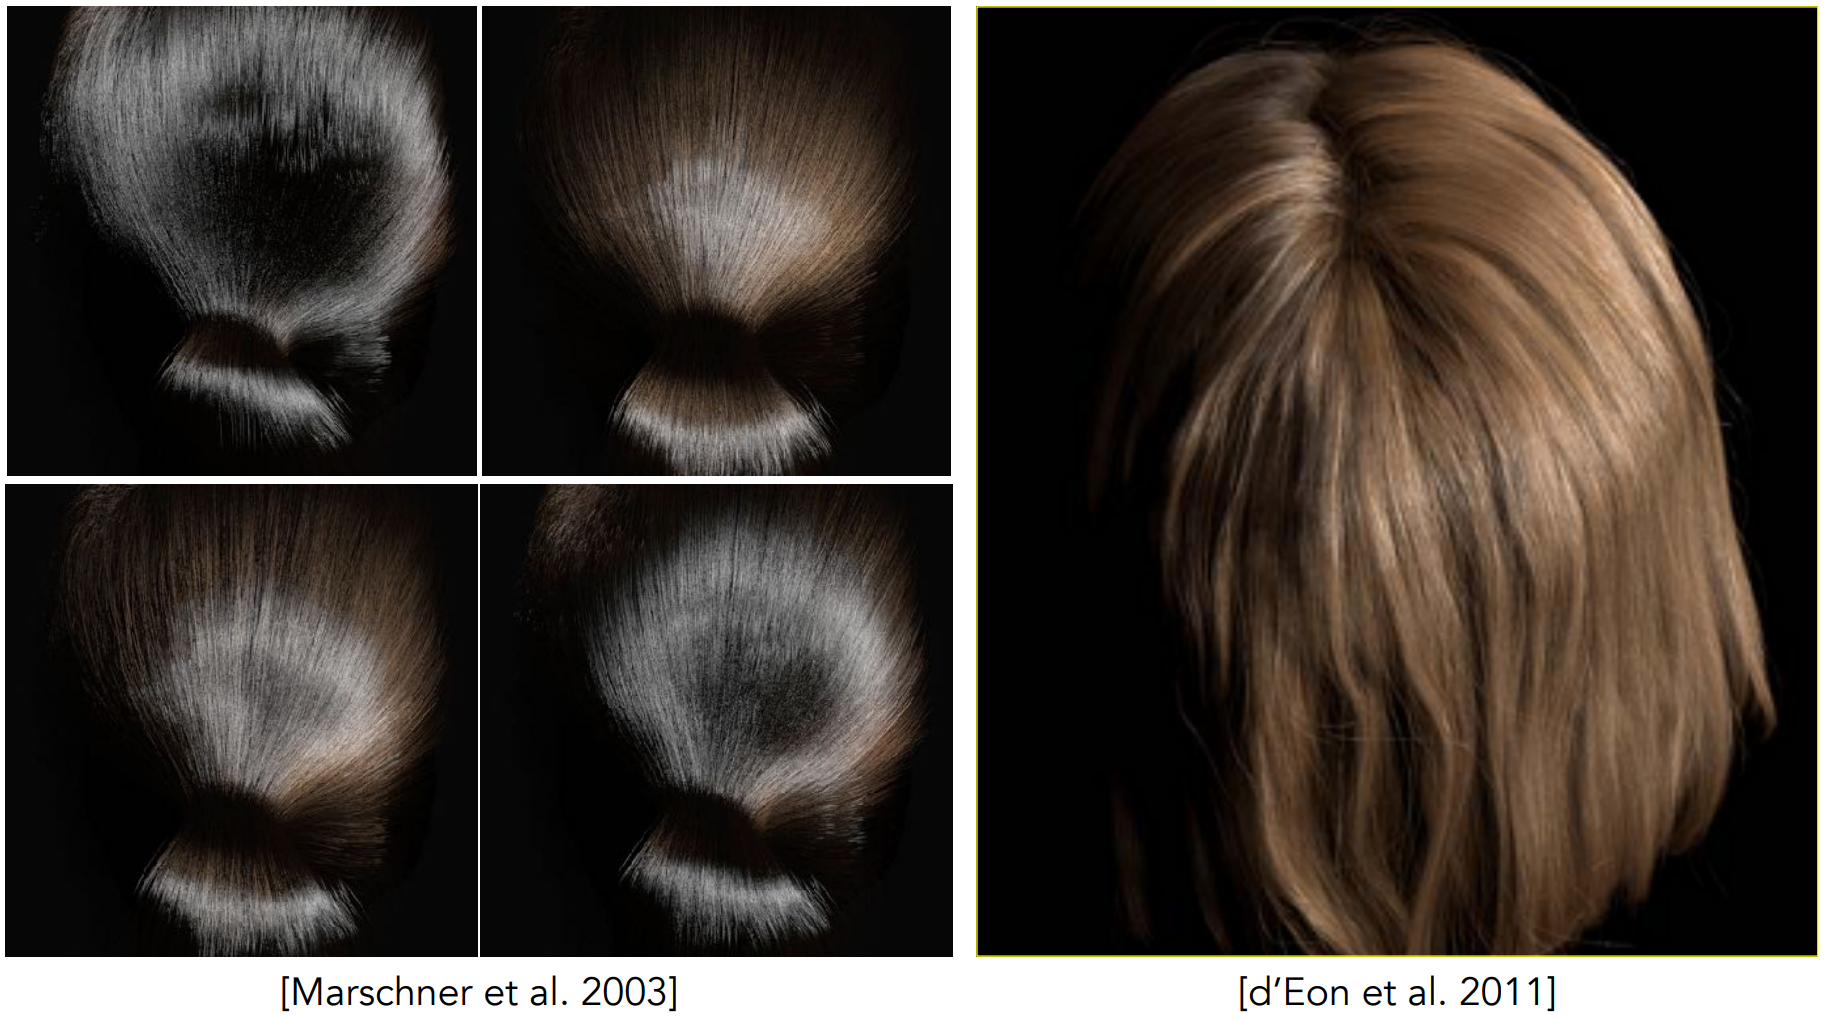 [Marschner et al. 2003]
[d’Eon et al. 2011]